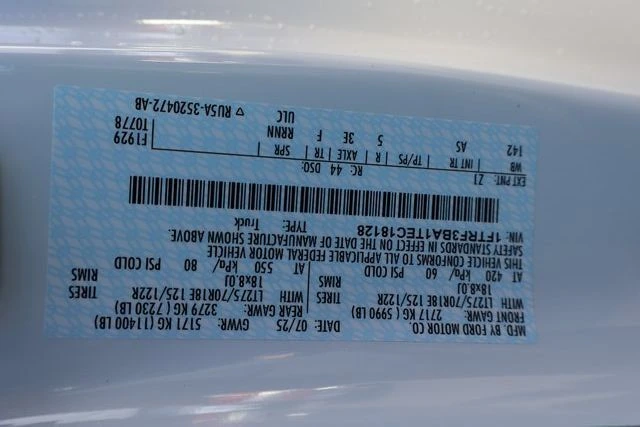 MFD. BY FORD MOTOR CO.
DATE: 07/25 GVWR: 5171 KG (11400 LB)
FRONT GAWR: 2717 KG (5990 LB) REAR GAWR: 3279 KG (7230 LB)
WITH LT275/70R18E 125/122R TIRES WITH LT275/70R18E 125/122R TIRES
18x8.0J 18x8.0J RIMS
AT 420 kPa/ 60 PSI COLD AT 550 kPa/ 80 PSI COLD RIMS
THIS VEHICLE CONFORMS TO ALL APPLICABLE FEDERAL MOTOR VEHICLE
SAFETY STANDARDS IN EFFECT ON THE DATE OF MANUFACTURE SHOWN ABOVE.
VIN: 1FTRF3BA1TEC18128 TYPE: Truck
EXT PNT: Z1 RC: 44 DSO:
WB INT TR TP/PS R AXLE TR SPR F1929
142 AS 5 3E F RRNN T0778
ULC ▽ RUSA-3S20472-AB